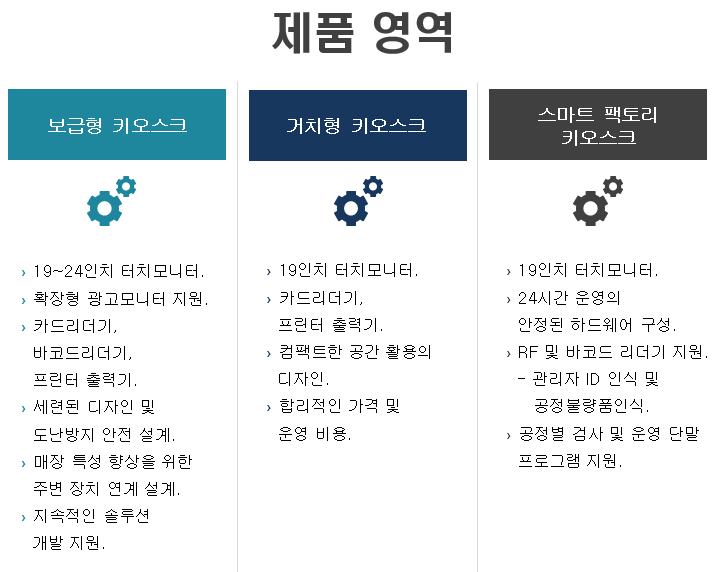 제품 영역
보급형 키오스크
› 19~24인치 터치모니터.
› 확장형 광고모니터 지원.
› 카드리더기,
바코드리더기,
프린터 출력기.
› 세련된 디자인 및
도난방지 안전 설계.
› 매장 특성 향상을 위한
주변 장치 연계 설계.
› 지속적인 솔루션
개발 지원.
거치형 키오스크
› 19인치 터치모니터.
› 카드리더기,
프린터 출력기.
› 컴팩트한 공간 활용의
디자인.
› 합리적인 가격 및
운영 비용.
스마트 팩토리
키오스크
› 19인치 터치모니터.
› 24시간 운영의
안정된 하드웨어 구성.
› RF 및 바코드 리더기 지원.
- 관리자 ID 인식 및
공정불량품인식.
› 공정별 검사 및 운영 단말
프로그램 지원.